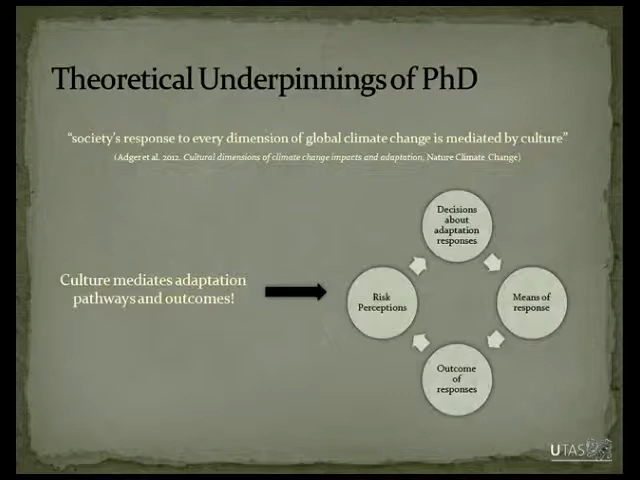 Theoretical Underpinnings of PhD
“society’s response to every dimension of global climate change is mediated by culture”
(Adger et al. 2012, Cultural dimensions of climate change impacts and adaptation, Nature Climate Change)
Decisions
about
adaptation
responses
Culture mediates adaptation
pathways and outcomes!
Risk
Perceptions
Means of
response
Outcome
of
responses
UTAS